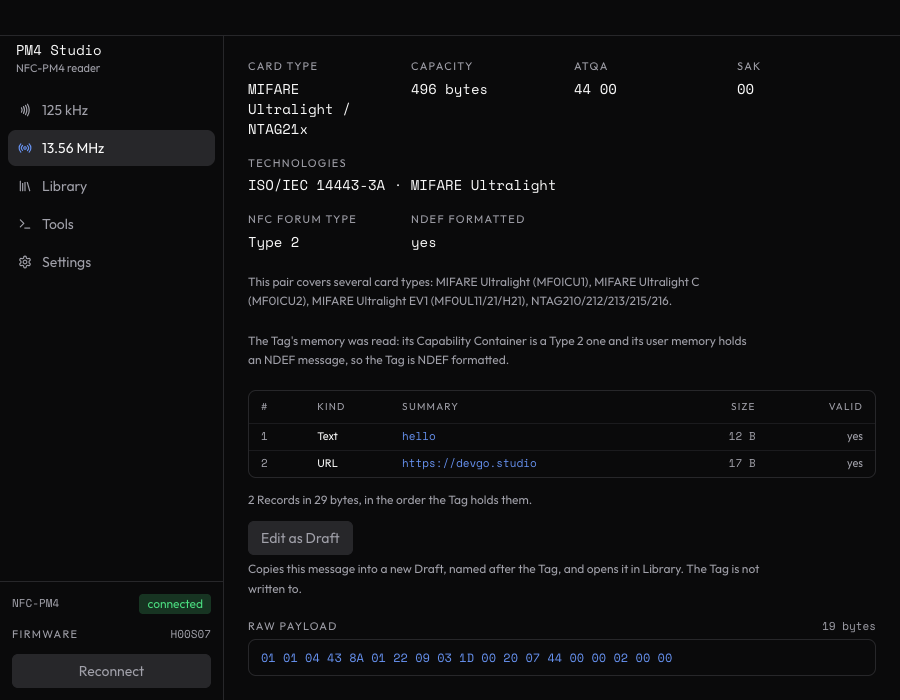 PM4 Studio
NFC-PM4 reader
125 kHz
13.56 MHz
Library
Tools
Settings
NFC-PM4
connected
FIRMWARE
H00S07
Reconnect
CARD TYPE
MIFARE
Ultralight /
NTAG21x
CAPACITY
496 bytes
ATQA
44 00
SAK
00
TECHNOLOGIES
ISO/IEC 14443-3A · MIFARE Ultralight
NFC FORUM TYPE
Type 2
NDEF FORMATTED
yes
This pair covers several card types: MIFARE Ultralight (MF0ICU1), MIFARE Ultralight C
(MF0ICU2), MIFARE Ultralight EV1 (MF0UL11/21/H21), NTAG210/212/213/215/216.
The Tag's memory was read: its Capability Container is a Type 2 one and its user memory holds
an NDEF message, so the Tag is NDEF formatted.
# KIND SUMMARY SIZE VALID
1 Text hello 12 B yes
2 URL https://devgo.studio 17 B yes
2 Records in 29 bytes, in the order the Tag holds them.
Edit as Draft
Copies this message into a new Draft, named after the Tag, and opens it in Library. The Tag is not
written to.
RAW PAYLOAD 19 bytes
01 01 04 43 8A 01 22 09 03 1D 00 20 07 44 00 00 02 00 00